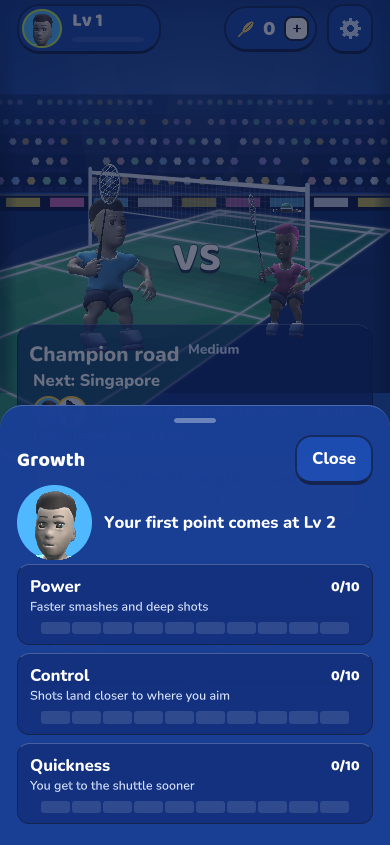 Lv 1
0
+
VS
Champion road Medium
Next: Singapore
Growth
Close
Your first point comes at Lv 2
Power 0/10
Faster smashes and deep shots
Control 0/10
Shots land closer to where you aim
Quickness 0/10
You get to the shuttle sooner